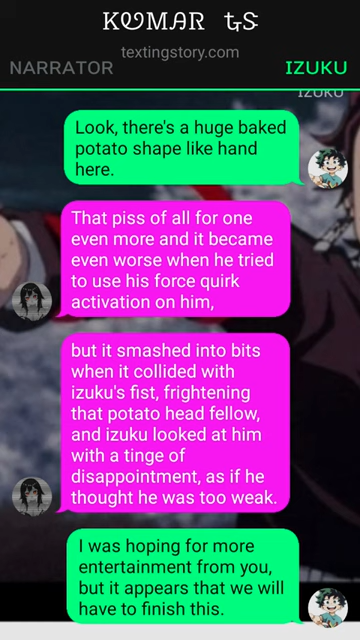 KUMAR TS
textingstory.com
NARRATOR IZUKU
IZUKU
Look, there's a huge baked
potato shape like hand
here.
That piss of all for one
even more and it became
even worse when he tried
to use his force quirk
activation on him,
but it smashed into bits
when it collided with
izuku's fist, frightening
that potato head fellow,
and izuku looked at him
with a tinge of
disappointment, as if he
thought he was too weak.
I was hoping for more
entertainment from you,
but it appears that we will
have to finish this.